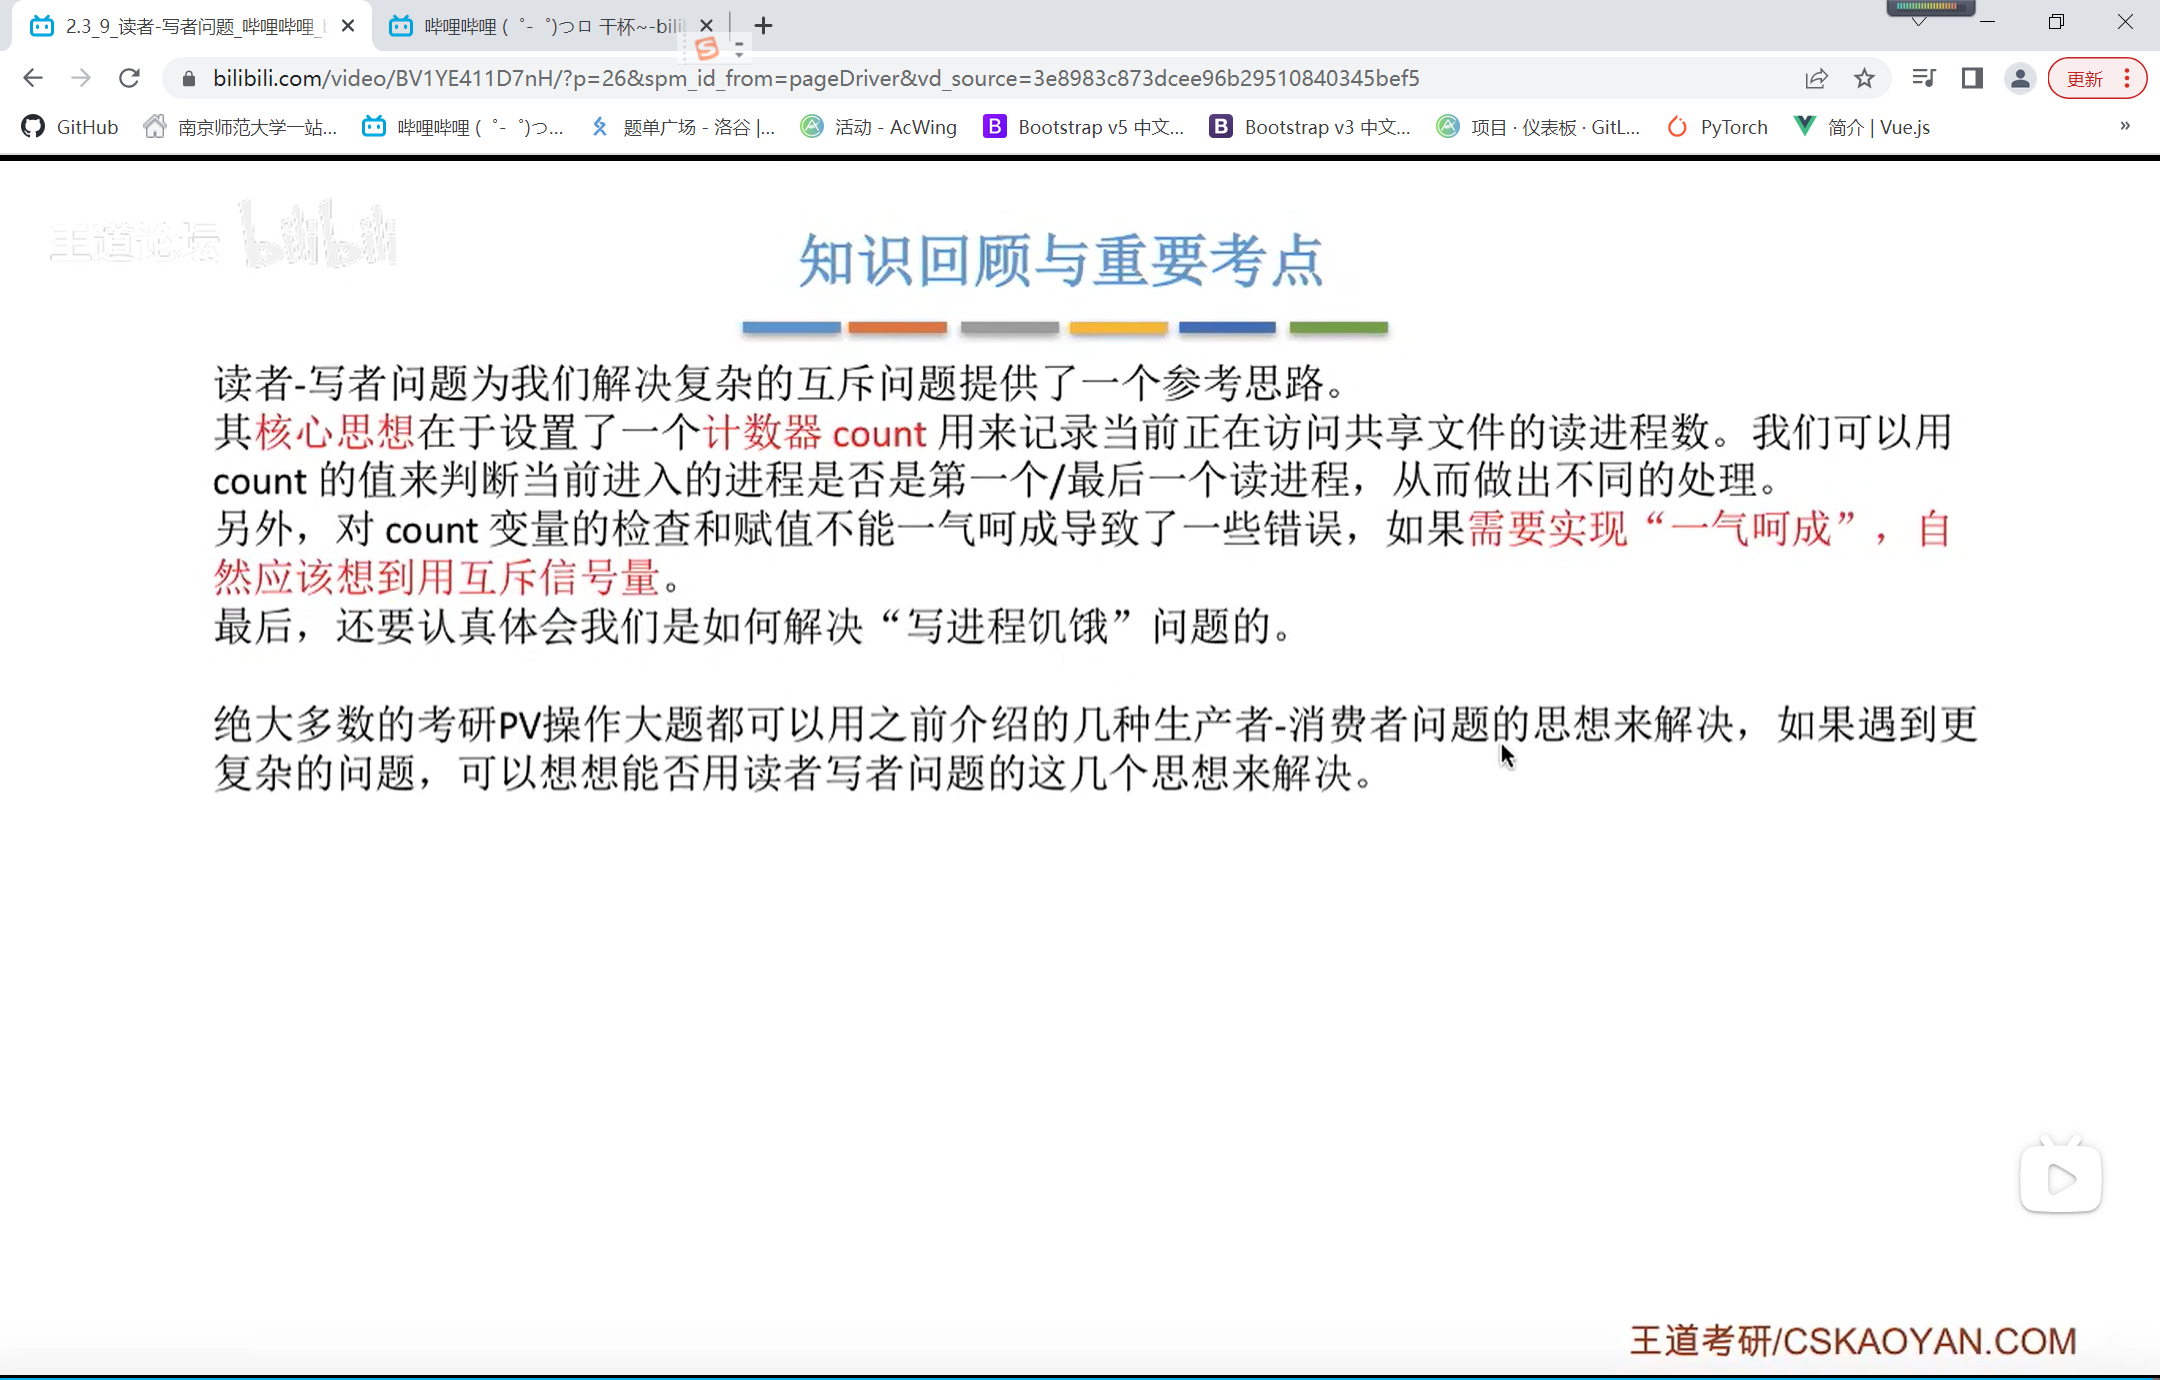 2.3_9_读者-写者问题_哔哩哔哩_b
哔哩哔哩 (゜-゜)つロ 干杯~-bili
bilibili.com/video/BV1YE411D7nH/?p=26&spm_id_from=pageDriver&vd_source=3e8983c873dcee96b29510840345bef5
更新
GitHub
南京师范大学一站...
哔哩哔哩 (゜-゜)つ...
题单广场 - 洛谷 |...
活动 - AcWing
Bootstrap v5 中文...
Bootstrap v3 中文...
项目 · 仪表板 · GitL...
PyTorch
简介 | Vue.js
»
王道论坛 bilibili
知识回顾与重要考点
读者-写者问题为我们解决复杂的互斥问题提供了一个参考思路。
其核心思想在于设置了一个计数器 count 用来记录当前正在访问共享文件的读进程数。我们可以用
count 的值来判断当前进入的进程是否是第一个/最后一个读进程，从而做出不同的处理。
另外，对 count 变量的检查和赋值不能一气呵成导致了一些错误，如果需要实现“一气呵成”，自
然应该想到用互斥信号量。
最后，还要认真体会我们是如何解决“写进程饥饿”问题的。
绝大多数的考研PV操作大题都可以用之前介绍的几种生产者-消费者问题的思想来解决，如果遇到更
复杂的问题，可以想想能否用读者写者问题的这几个思想来解决。
王道考研/CSKAOYAN.COM